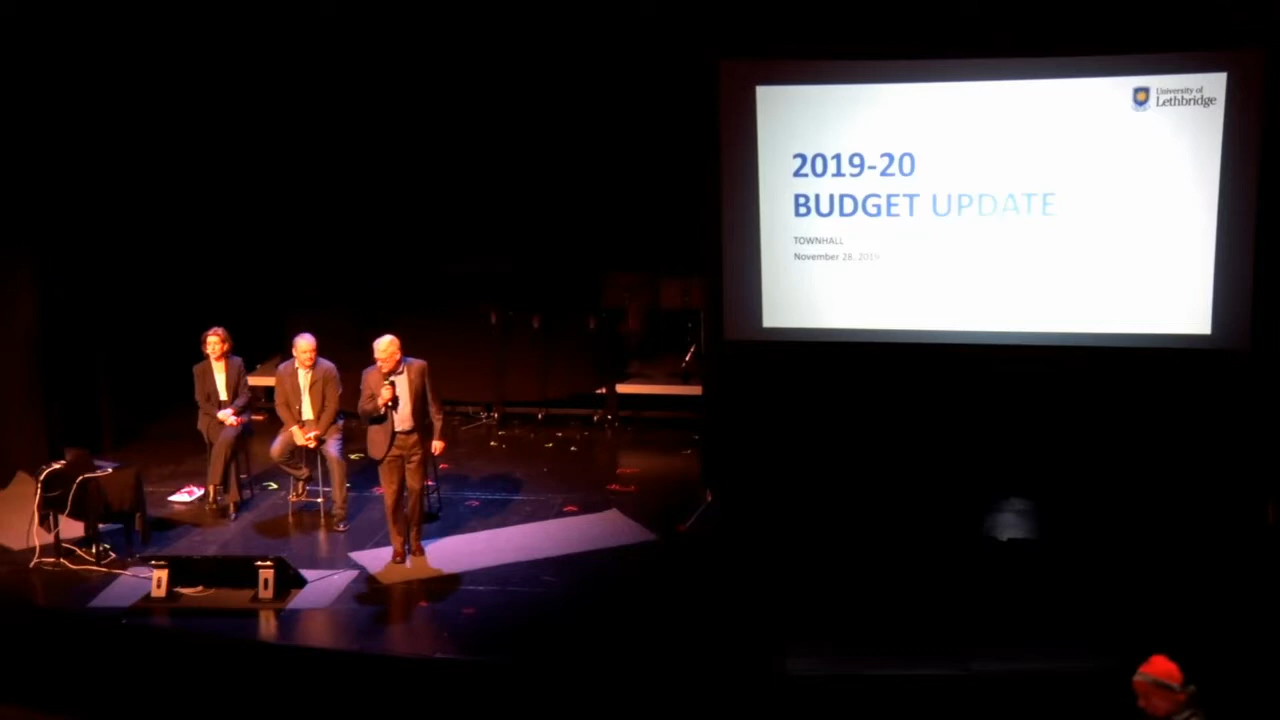 University of
Lethbridge
2019-20
BUDGET UPDATE
TOWNHALL
November 28, 2019